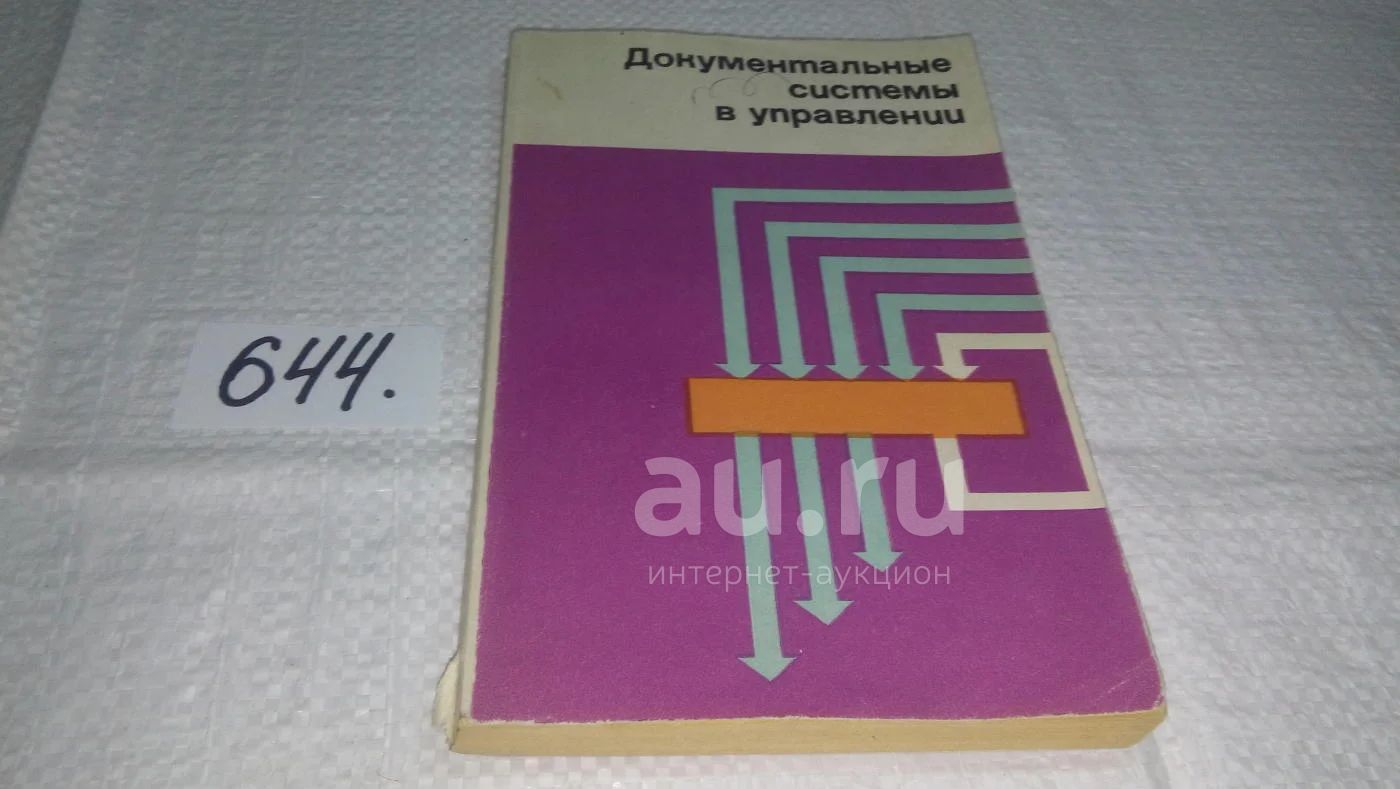 Документальные
системы
в управлении
644.
au.ru
интернет-аукцион